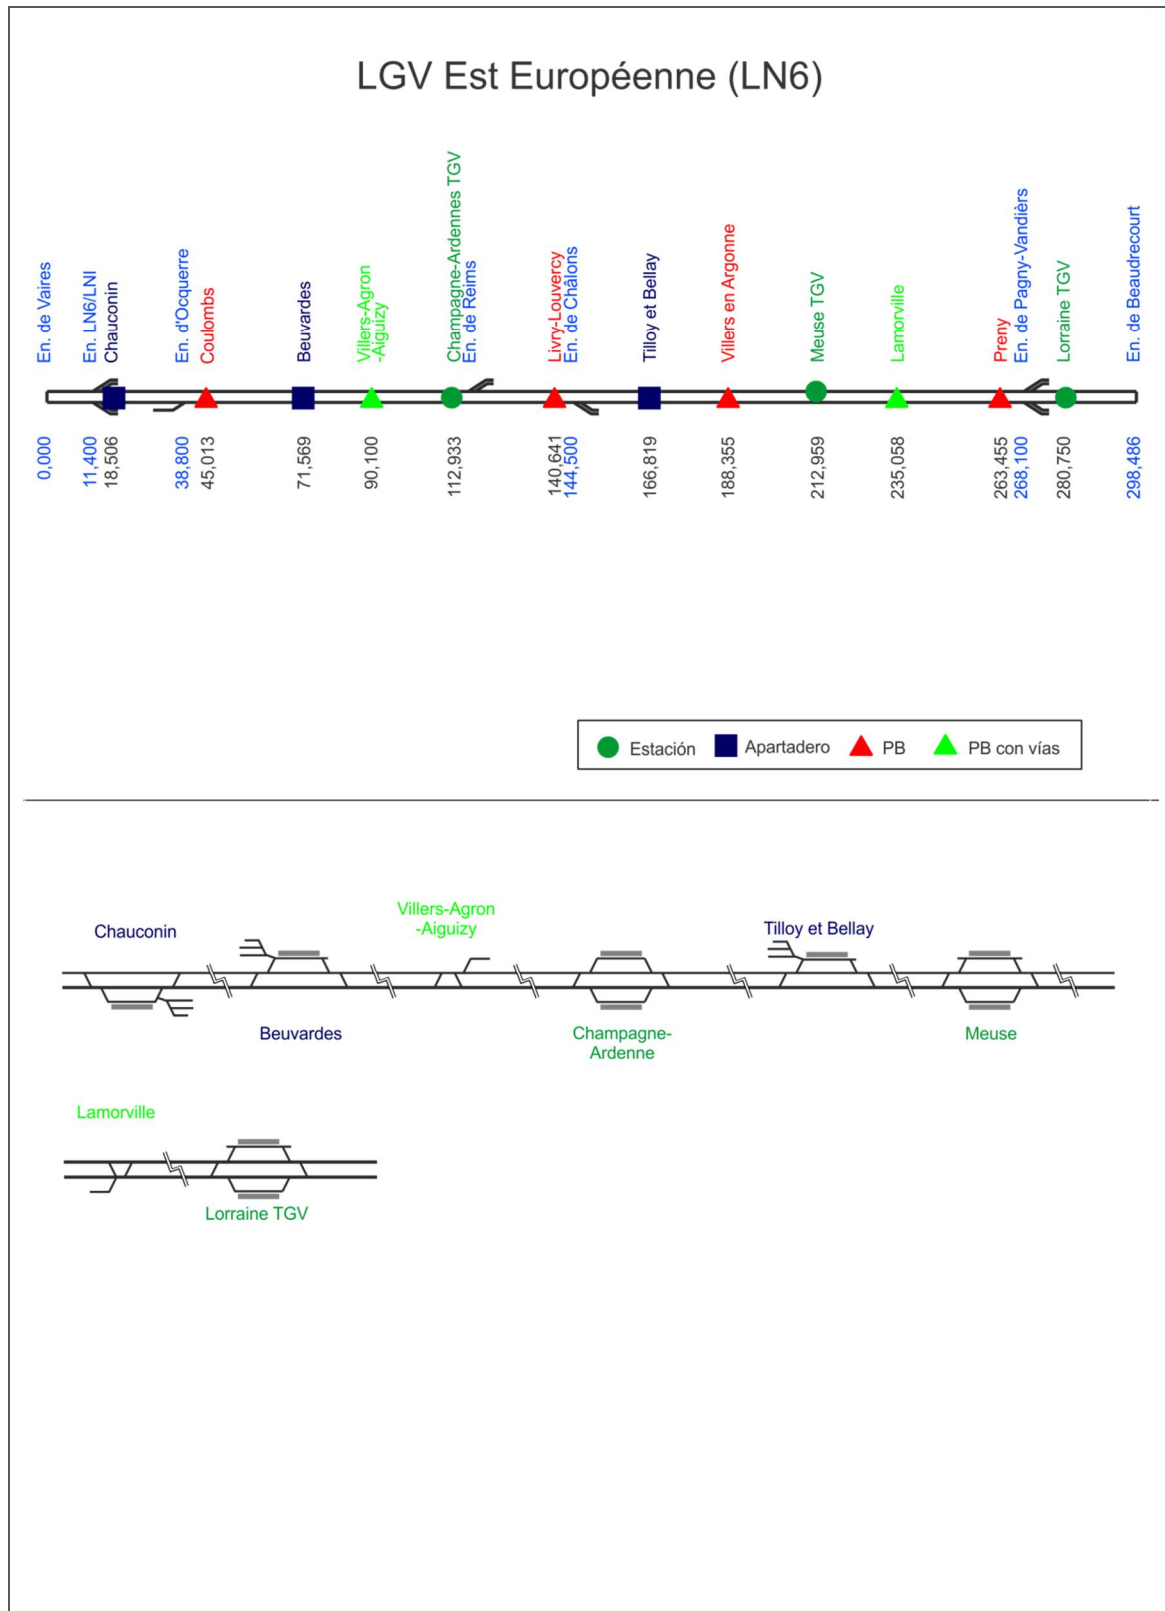 LGV Est Européenne (LN6)
En. de Vaires
En. LN6/LNI
Chauconin
En. d'Ocquerre
Coulombs
Beuvardes
Villers-Agron
-Aiguizy
Champagne-Ardennes TGV
En. de Reims
Livry-Louvercy
En. de Châlons
Tilloy et Bellay
Villers en Argonne
Meuse TGV
Lamorville
Preny
En. de Pagny-Vandièrs
Lorraine TGV
En. de Beaudrecourt
0,000
11,400
18,506
38,800
45,013
71,569
90,100
112,933
140,641
144,500
166,819
188,355
212,959
235,058
263,455
268,100
280,750
298,486
Estación
Apartadero
PB
PB con vías
Chauconin
Villers-Agron
-Aiguizy
Tilloy et Bellay
Beuvardes
Champagne-
Ardenne
Meuse
Lamorville
Lorraine TGV